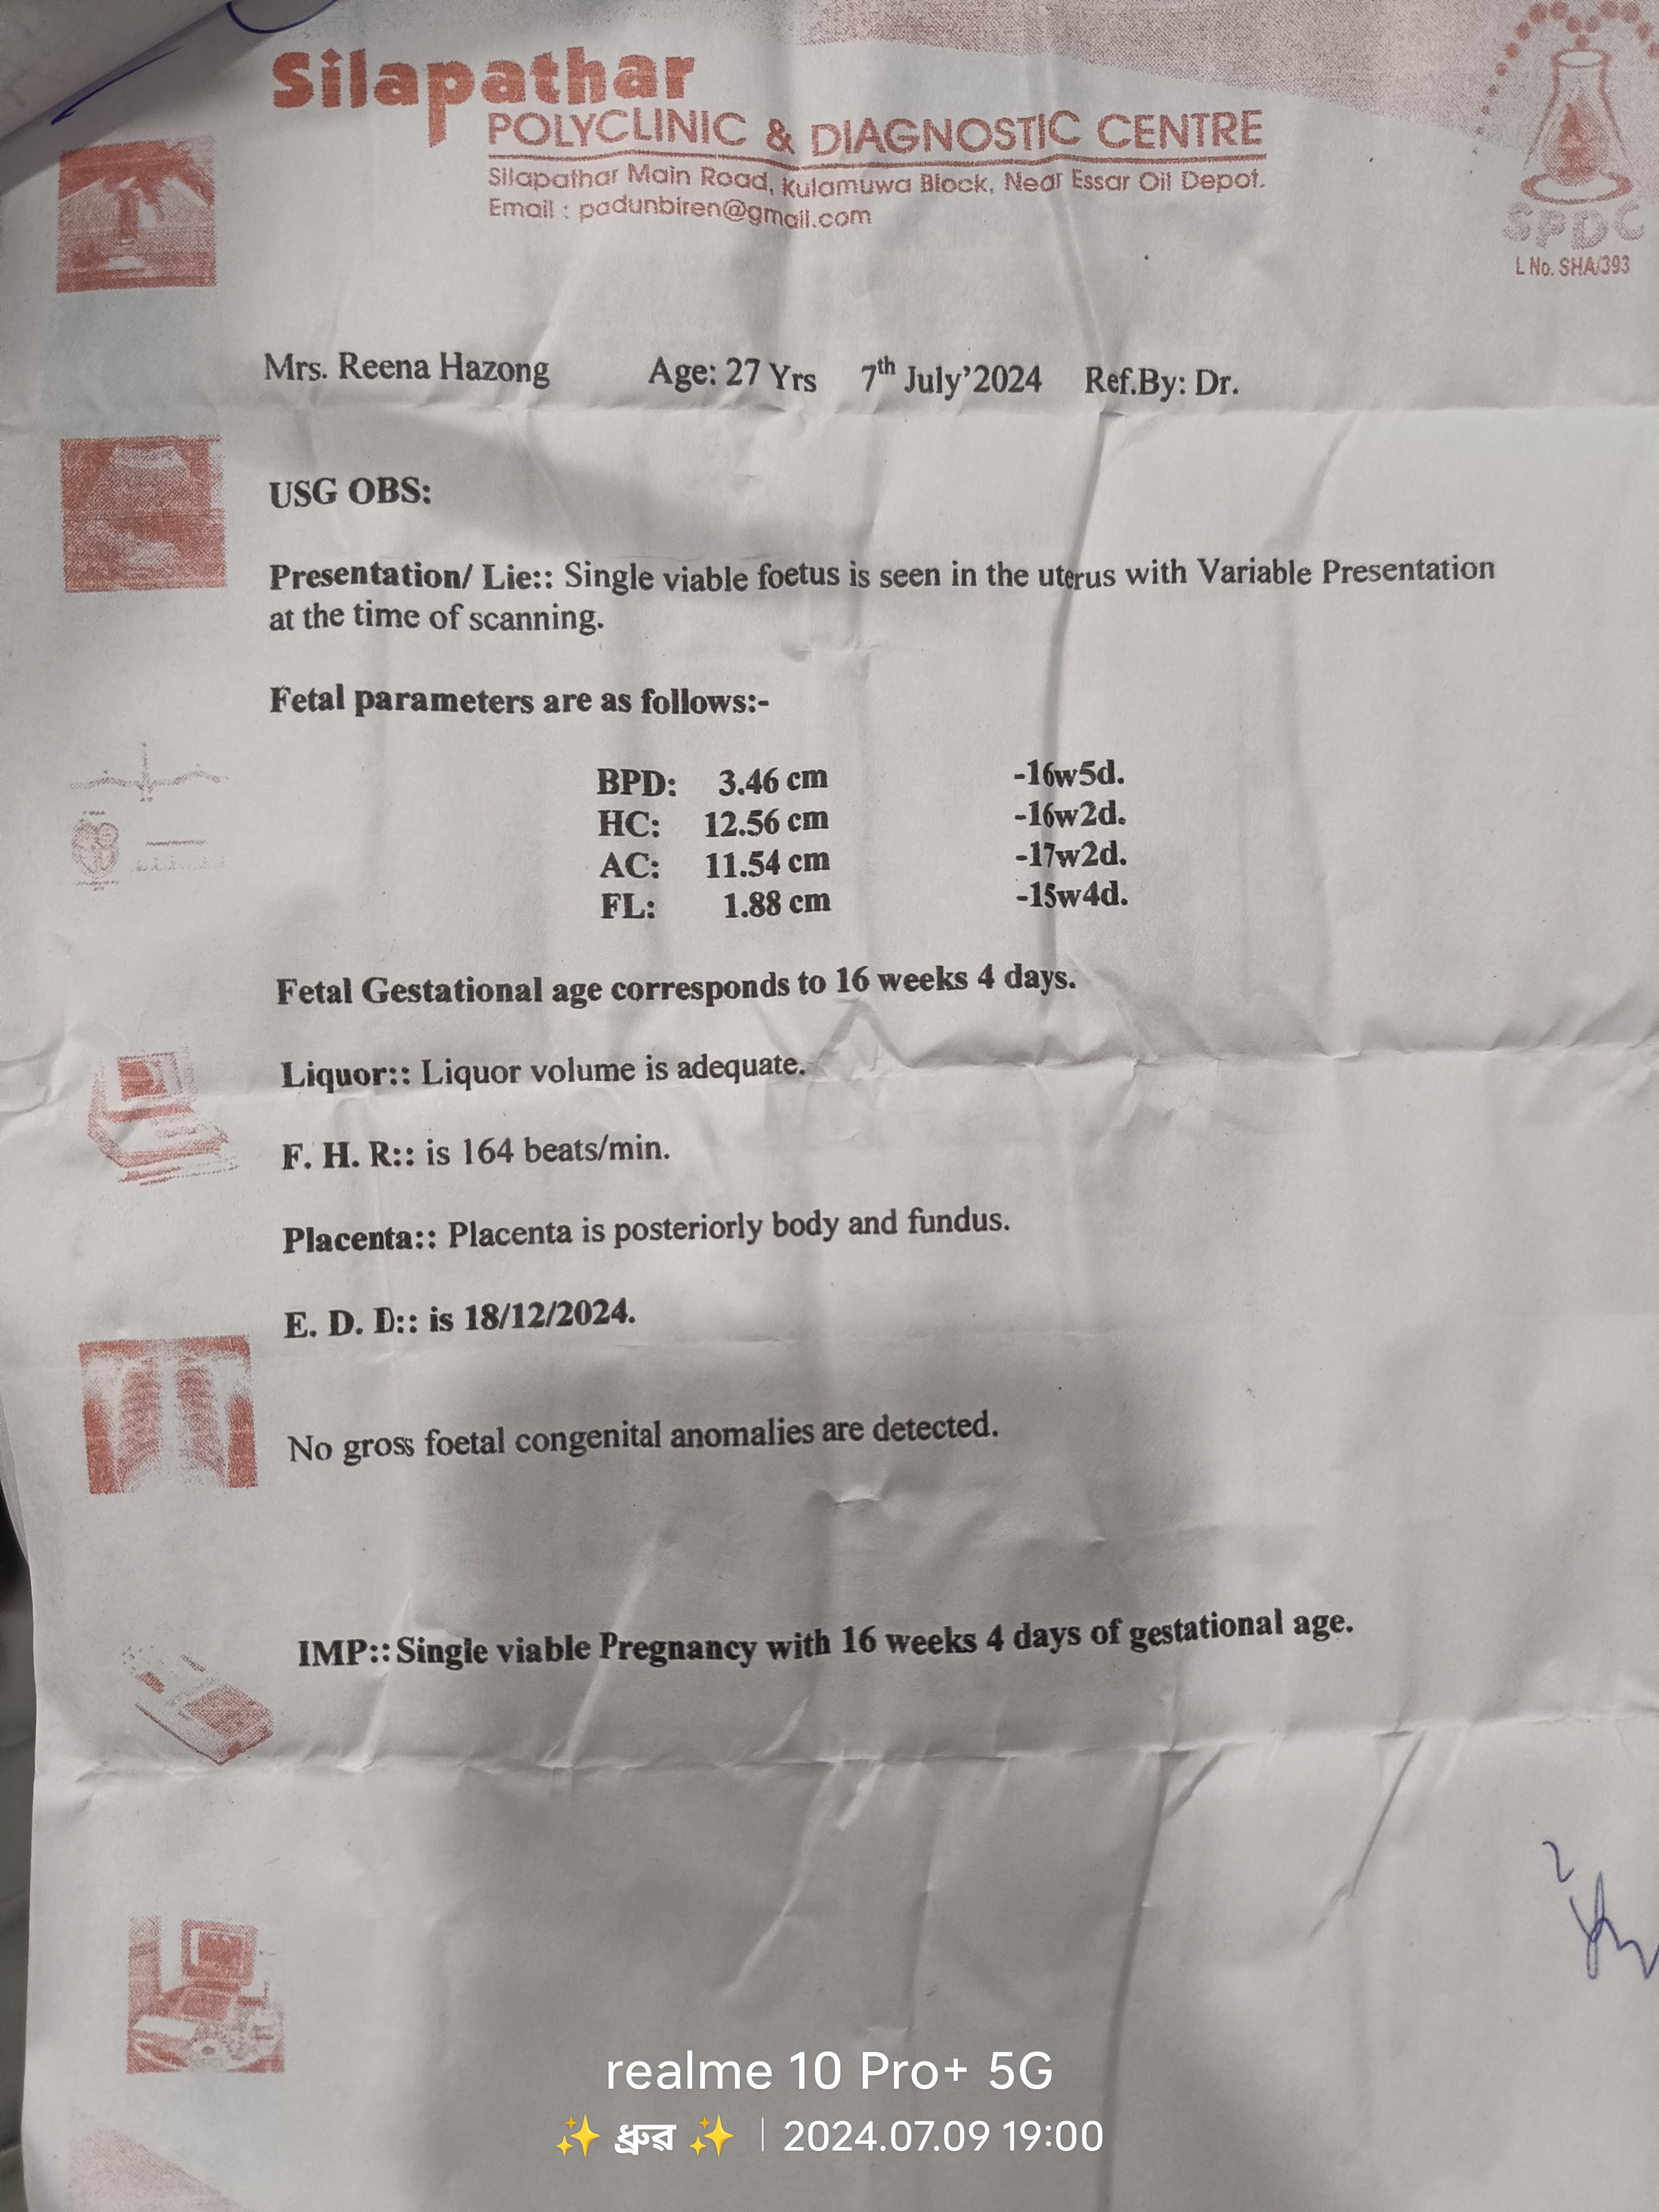 Silapathar
POLYCLINIC & DIAGNOSTIC CENTRE
Silapathar Main Road, Kulamuwa Block, Near Essar Oil Depot.
Email : padunbiren@gmail.com
SPDC
L No. SHA/393
Mrs. Reena Hazong Age: 27 Yrs 7th July'2024 Ref.By: Dr.
USG OBS:
Presentation/ Lie:: Single viable foetus is seen in the uterus with Variable Presentation
at the time of scanning.
Fetal parameters are as follows:-
BPD: 3.46 cm -16w5d.
HC: 12.56 cm -16w2d.
AC: 11.54 cm -17w2d.
FL: 1.88 cm -15w4d.
Fetal Gestational age corresponds to 16 weeks 4 days.
Liquor:: Liquor volume is adequate.
F. H. R:: is 164 beats/min.
Placenta:: Placenta is posteriorly body and fundus.
E. D. D:: is 18/12/2024.
No gross foetal congenital anomalies are detected.
IMP:: Single viable Pregnancy with 16 weeks 4 days of gestational age.
realme 10 Pro+ 5G
✨ ধ্ৰুৱ ✨ | 2024.07.09 19:00